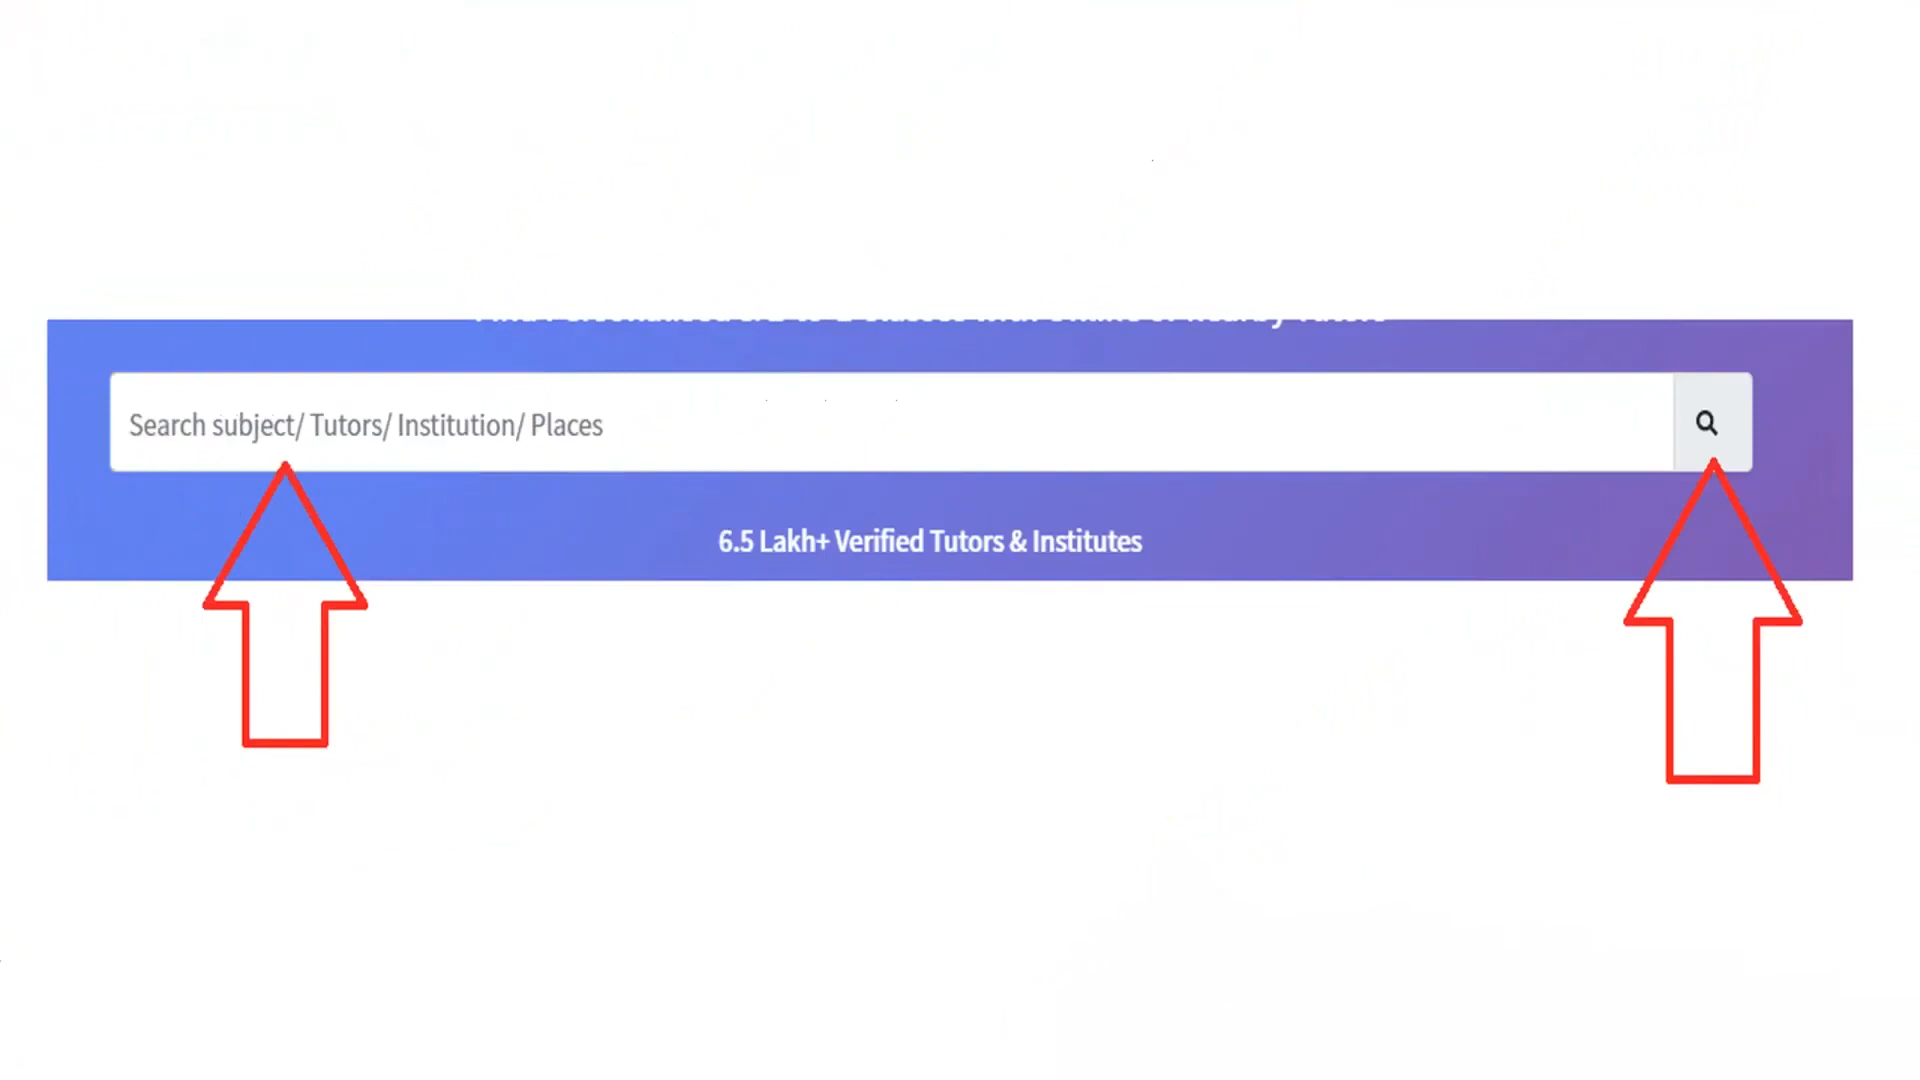 Search subject/ Tutors/ Institution/ Places
6.5 Lakh+ Verified Tutors & Institutes